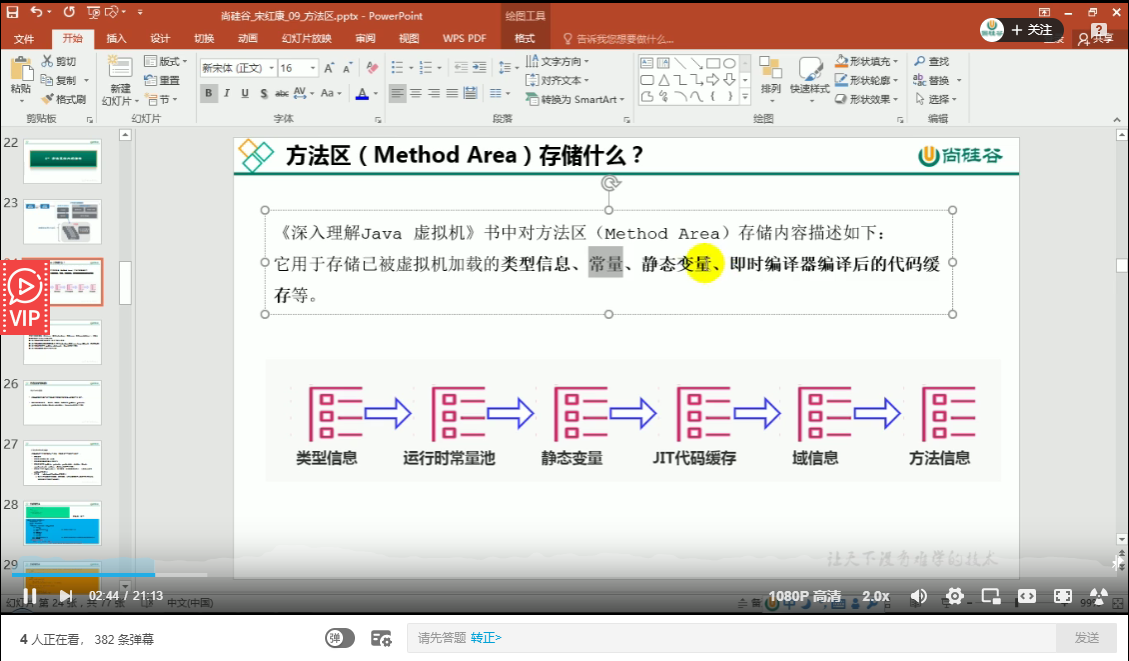 尚硅谷_宋红康_09_方法区.pptx - PowerPoint
绘图工具
+ 关注
文件 开始 插入 设计 切换 动画 幻灯片放映 审阅 视图 WPS PDF 格式 告诉我您想要做什么... 共享
粘贴 剪切 复制 格式刷
新建 幻灯片 版式 重置 节
新宋体 (正文) 16
B I U S abc AV Aa A
文字方向 对齐文本 转换为 SmartArt
排列 快速样式 形状填充 形状轮廓 形状效果
查找 替换 选择
剪贴板 幻灯片 字体 段落 绘图 编辑
22
23
26
27
28
29
VIP
方法区（Method Area）存储什么？
尚硅谷
《深入理解Java 虚拟机》书中对方法区（Method Area）存储内容描述如下：
它用于存储已被虚拟机加载的类型信息、常量、静态变量、即时编译器编译后的代码缓
存等。
类型信息 运行时常量池 静态变量 JIT代码缓存 域信息 方法信息
让天下没有难学的技术
02:44 / 21:13
1080P 高清 2.0x
幻灯片 第 24 张，共 77 张 中文(中国) 99%
4 人正在看， 382 条弹幕
弹
请先答题 转正>
发送